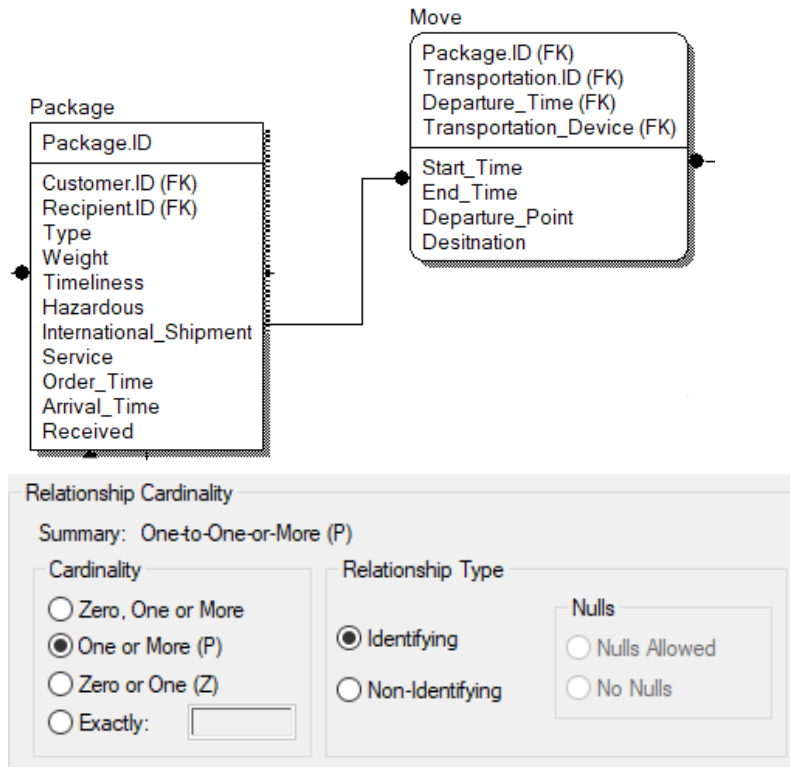 Move
Package.ID (FK)
Transportation.ID (FK)
Departure_Time (FK)
Transportation_Device (FK)
Start_Time
End_Time
Departure_Point
Desitnation
Package
Package.ID
Customer.ID (FK)
Recipient.ID (FK)
Type
Weight
Timeliness
Hazardous
International_Shipment
Service
Order_Time
Arrival_Time
Received
Relationship Cardinality
Summary: One-to-One-or-More (P)
Cardinality
Zero, One or More
One or More (P)
Zero or One (Z)
Exactly:
Relationship Type
Identifying
Non-Identifying
Nulls
Nulls Allowed
No Nulls